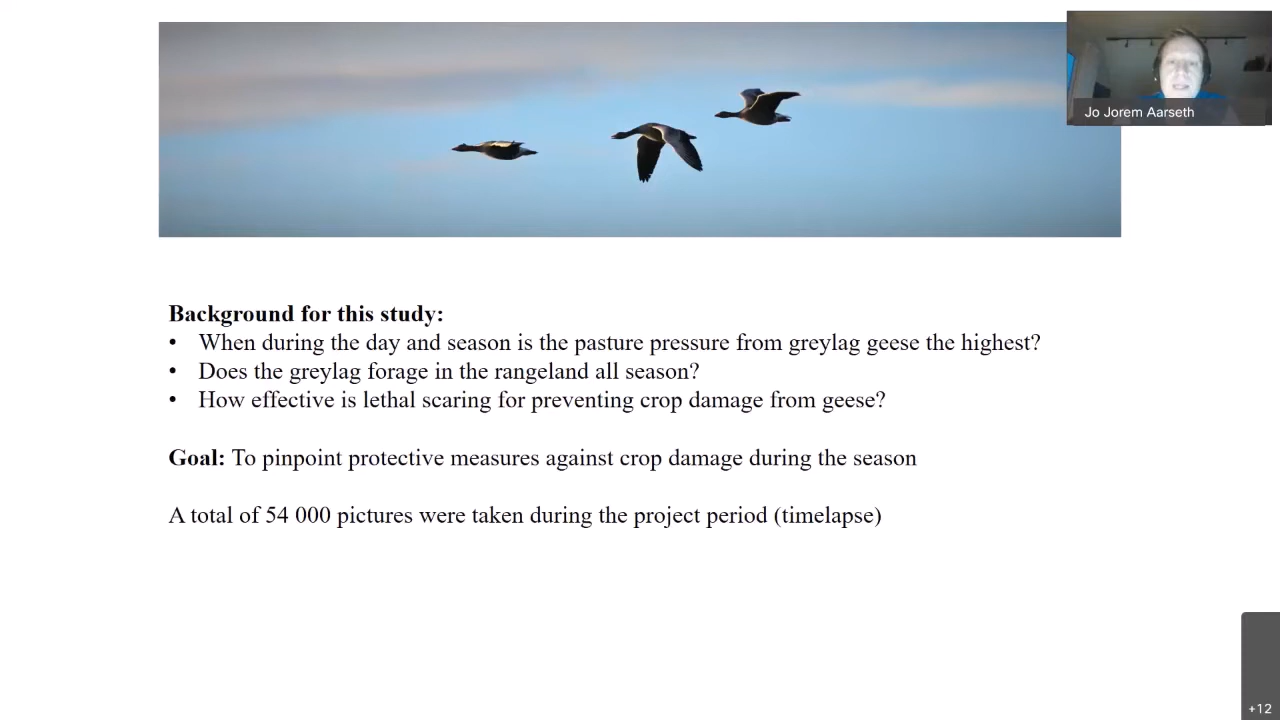 Jo Jorem Aarseth
Background for this study:
• When during the day and season is the pasture pressure from greylag geese the highest?
• Does the greylag forage in the rangeland all season?
• How effective is lethal scaring for preventing crop damage from geese?
Goal: To pinpoint protective measures against crop damage during the season
A total of 54 000 pictures were taken during the project period (timelapse)
+12